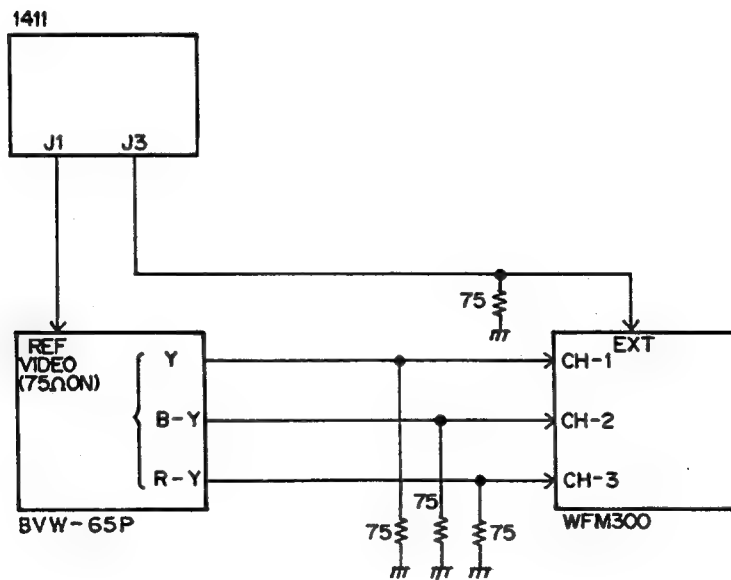 1411
J1 J3
75
REF
VIDEO
(75ΩON)
Y
B-Y
R-Y
EXT
CH-1
CH-2
CH-3
75
75
75
BVW-65P
WFM300